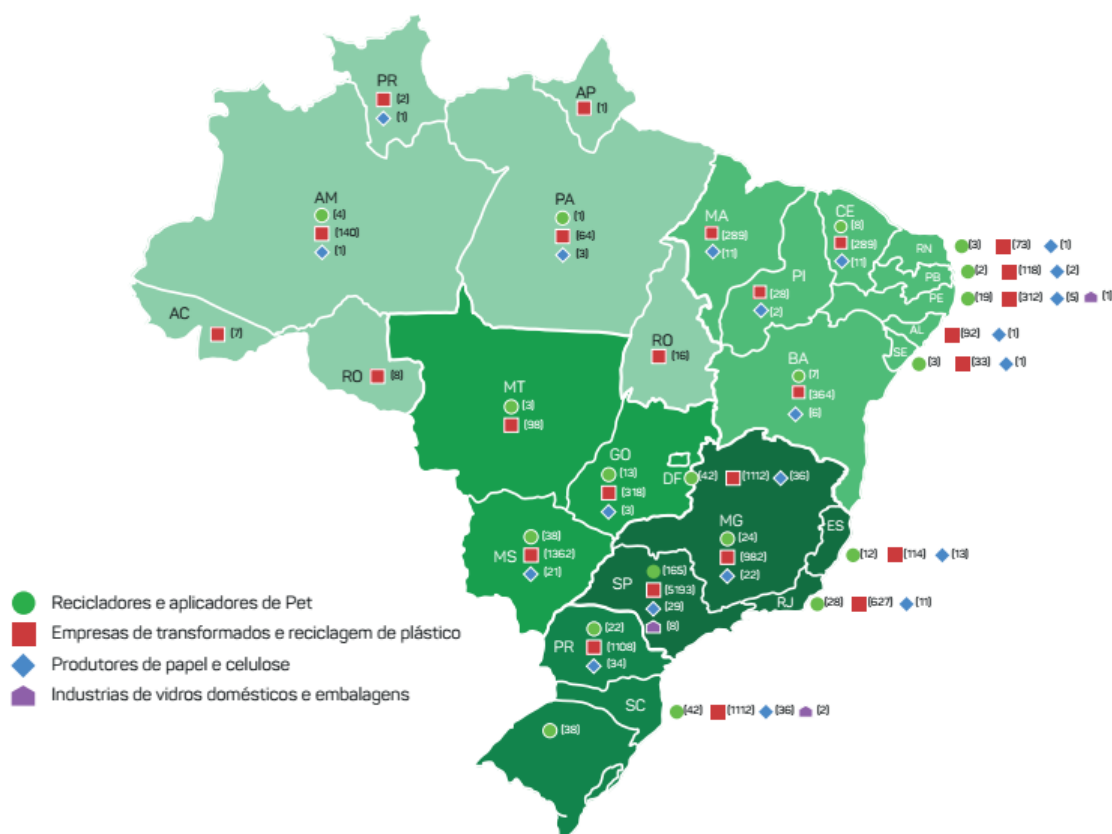 PR
(2)
(1)
AP
(1)
AM
(4)
(140)
(1)
PA
(1)
(64)
(3)
MA
(289)
(11)
PI
(28)
(2)
CE
(8)
(289)
(11)
RN (3) (73) (1)
PB (2) (118) (2)
PE (19) (312) (5) (1)
AL (92) (1)
SE (3) (33) (1)
AC
(7)
RO (8)
RO
(16)
BA
(7)
(364)
(6)
MT
(3)
(98)
GO
(13)
(318)
(3)
DF (42) (1112) (36)
MS
(38)
(1362)
(21)
MG
(24)
(982)
(22)
ES
(12) (114) (13)
SP
(165)
(5193)
(29)
(8)
RJ (28) (627) (11)
PR
(22)
(1108)
(34)
SC (42) (1112) (36) (2)
(38)
Recicladores e aplicadores de Pet
Empresas de transformados e reciclagem de plástico
Produtores de papel e celulose
Industrias de vidros domésticos e embalagens